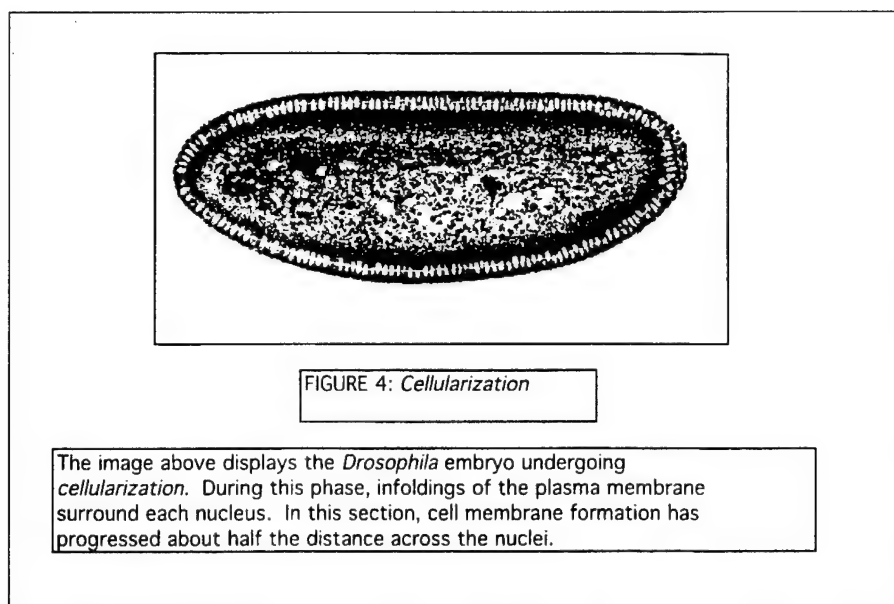 FIGURE 4: Cellularization
The image above displays the Drosophila embryo undergoing
cellularization. During this phase, infoldings of the plasma membrane
surround each nucleus. In this section, cell membrane formation has
progressed about half the distance across the nuclei.